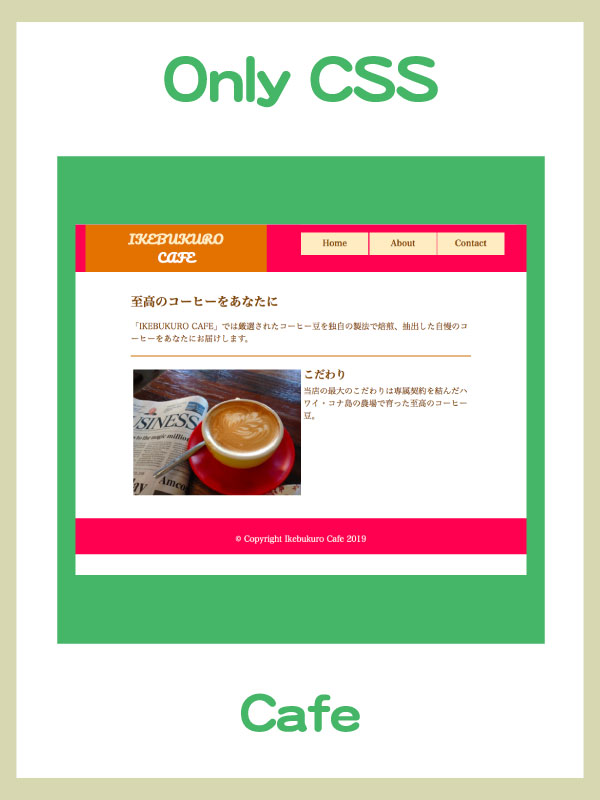 Only CSS
IKEBUKURO
CAFE
Home
About
Contact
至高のコーヒーをあなたに
「IKEBUKURO CAFE」では厳選されたコーヒー豆を独自の製法で焙煎、抽出した自慢のコ
ーヒーをあなたにお届けします。
こだわり
当店の最大のこだわりは専属契約を結んだハ
ワイ・コナ島の農場で育った至高のコーヒー
豆。
BUSINESS
© Copyright Ikebukuro Cafe 2019
Cafe